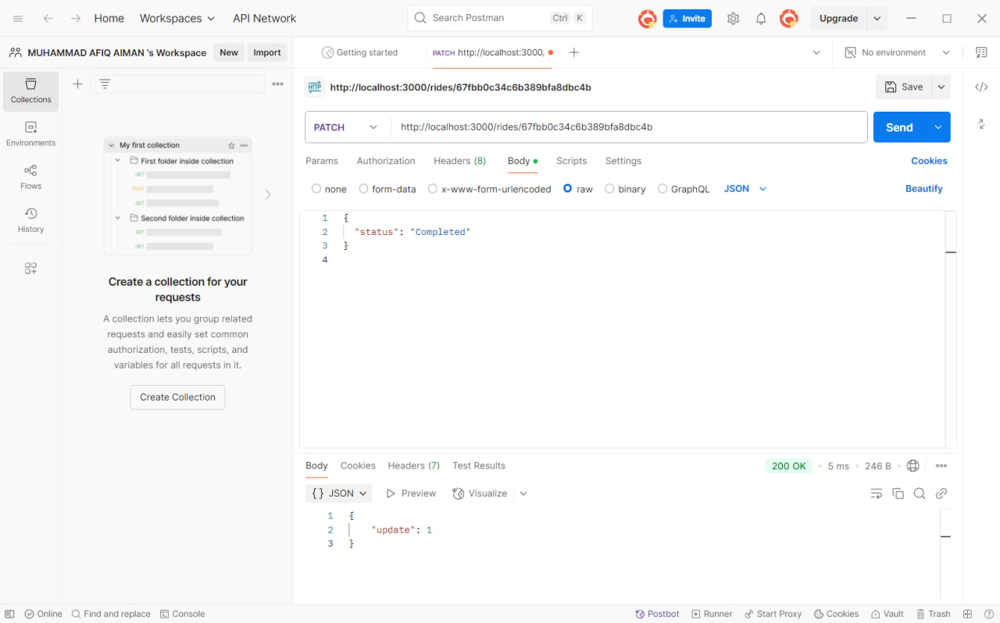 Home Workspaces API Network Search Postman Ctrl K Invite Upgrade
MUHAMMAD AFIQ AIMAN 's Workspace New Import Getting started PATCH http://localhost:3000, No environment
Collections
Environments
Flows
History
My first collection
First folder inside collection
GET
POST
GET
Second folder inside collection
GET
GET
Create a collection for your
requests
A collection lets you group related
requests and easily set common
authorization, tests, scripts, and
variables for all requests in it.
Create Collection
HTTP http://localhost:3000/rides/67fbb0c34c6b389bfa8dbc4b Save
PATCH http://localhost:3000/rides/67fbb0c34c6b389bfa8dbc4b Send
Params Authorization Headers (8) Body Scripts Settings Cookies
none form-data x-www-form-urlencoded raw binary GraphQL JSON Beautify
1 {
2 "status": "Completed"
3 }
4
Body Cookies Headers (7) Test Results 200 OK 5 ms 246 B
{} JSON Preview Visualize
1 {
2 "update": 1
3 }
Online Find and replace Console Postbot Runner Start Proxy Cookies Vault Trash